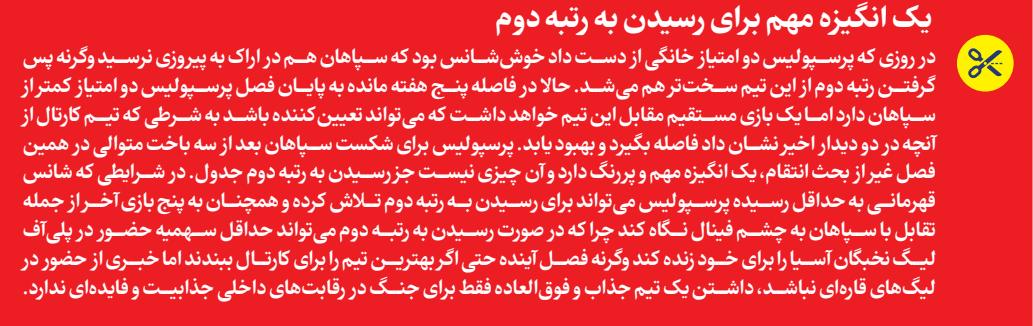 یک انگیزه مهم برای رسیدن به رتبه دوم
در روزی که پرسپولیس دو امتیاز خانگی از دست داد خوش‌شانس بود که سپاهان هم در اراک به پیروزی نرسید وگرنه پس
گرفتن رتبه دوم از این تیم سخت‌تر هم می‌شد. حالا در فاصله پنج هفته مانده به پایان فصل پرسپولیس دو امتیاز کمتر از
سپاهان دارد اما یک بازی مستقیم مقابل این تیم خواهد داشت که می‌تواند تعیین‌کننده باشد به شرطی که تیم کارتال از
آنچه در دو دیدار اخیر نشان داد فاصله بگیرد و بهبود یابد. پرسپولیس برای شکست سپاهان بعد از سه باخت متوالی در همین
فصل غیر از بحث انتقام، یک انگیزه مهم و پررنگ دارد و آن چیزی نیست جز رسیدن به رتبه دوم جدول. در شرایطی که شانس
قهرمانی به حداقل رسیده پرسپولیس می‌تواند برای رسیدن به رتبه دوم تلاش کرده و همچنان به پنج بازی آخر از جمله
تقابل با سپاهان به چشم فینال نگاه کند چرا که در صورت رسیدن به رتبه دوم می‌تواند حداقل سهمیه حضور در پلی‌آف
لیگ نخبگان آسیا را برای خود زنده کند وگرنه فصل آینده حتی اگر بهترین تیم را برای کارتال ببندند اما خبری از حضور در
لیگ‌های قاره‌ای نباشد، داشتن یک تیم جذاب و فوق‌العاده فقط برای جنگ در رقابت‌های داخلی جذابیت و فایده‌ای ندارد.